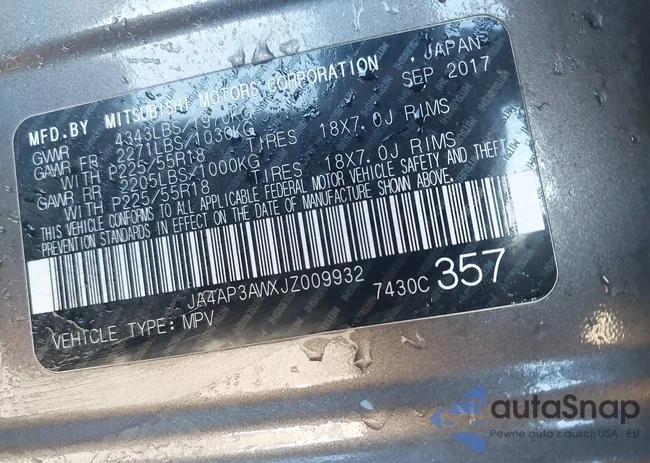 MFD.BY MITSUBISHI MOTORS CORPORATION , JAPAN
GVWR 4343LBS/1970KG SEP 2017
GAWR FR 2271LBS/1030KG TIRES 18X7.0J RIMS
WITH P225/55R18
GAWR RR 2205LBS/1000KG TIRES 18X7.0J RIMS
WITH P225/55R18
THIS VEHICLE CONFORMS TO ALL APPLICABLE FEDERAL MOTOR VEHICLE SAFETY AND THEFT
PREVENTION STANDARDS IN EFFECT ON THE DATE OF MANUFACTURE SHOWN ABOVE.
JA4AP3AWXJZ009932
7430C 357
VEHICLE TYPE: MPV
autaSnap
Pewne auta z aukcji USA - EU